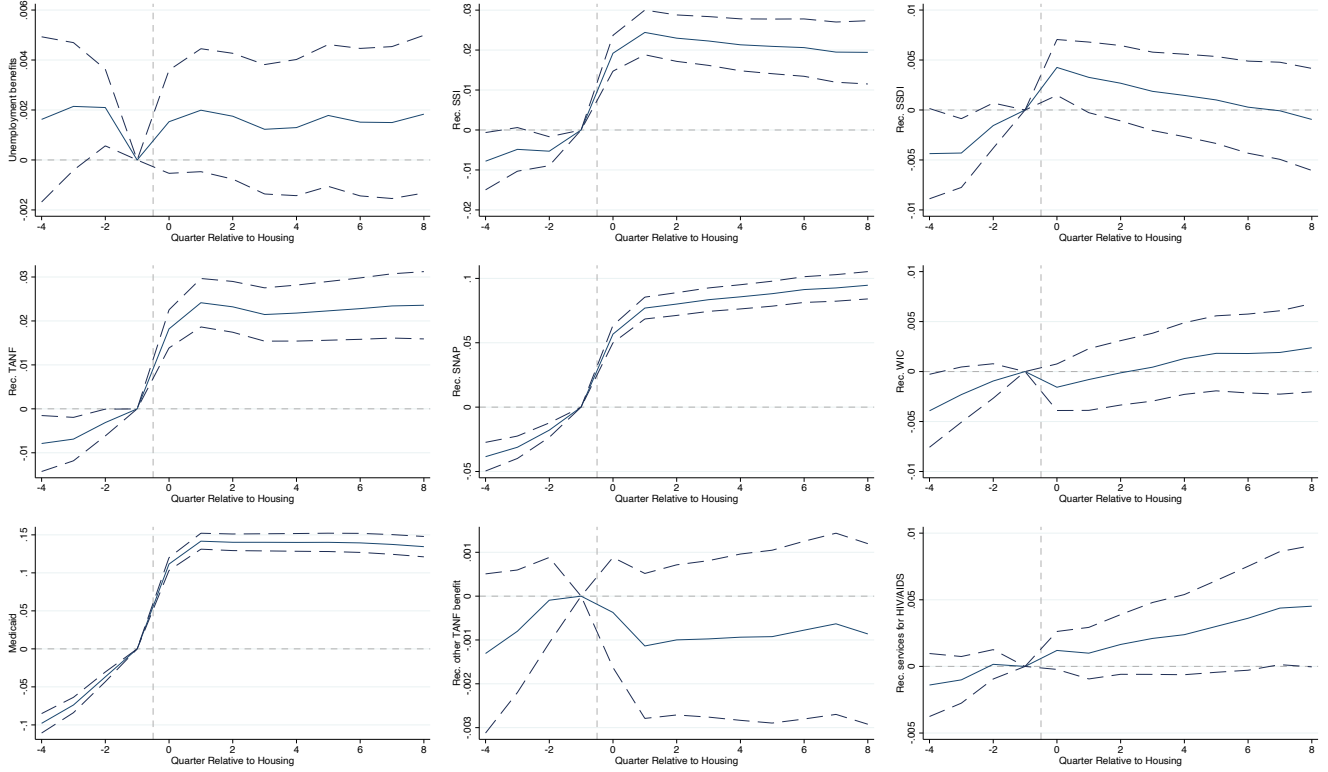 Unemployment benefits
-.002 0 .002 .004 .006
-4 -2 0 2 4 6 8
Quarter Relative to Housing
Rec. SSI
-.02 -.01 0 .01 .02 .03
-4 -2 0 2 4 6 8
Quarter Relative to Housing
Rec. SSDI
-.01 -.005 0 .005 .01
-4 -2 0 2 4 6 8
Quarter Relative to Housing
Rec. TANF
-.01 0 .01 .02 .03
-4 -2 0 2 4 6 8
Quarter Relative to Housing
Rec. SNAP
-.05 0 .05 .1
-4 -2 0 2 4 6 8
Quarter Relative to Housing
Rec. WIC
-.01 -.005 0 .005 .01
-4 -2 0 2 4 6 8
Quarter Relative to Housing
Medicaid
-.1 -.05 0 .05 .1 .15
-4 -2 0 2 4 6 8
Quarter Relative to Housing
Rec. other TANF benefit
-.003 -.002 -.001 0 .001
-4 -2 0 2 4 6 8
Quarter Relative to Housing
Rec. services for HIV/AIDS
-.005 0 .005 .01
-4 -2 0 2 4 6 8
Quarter Relative to Housing